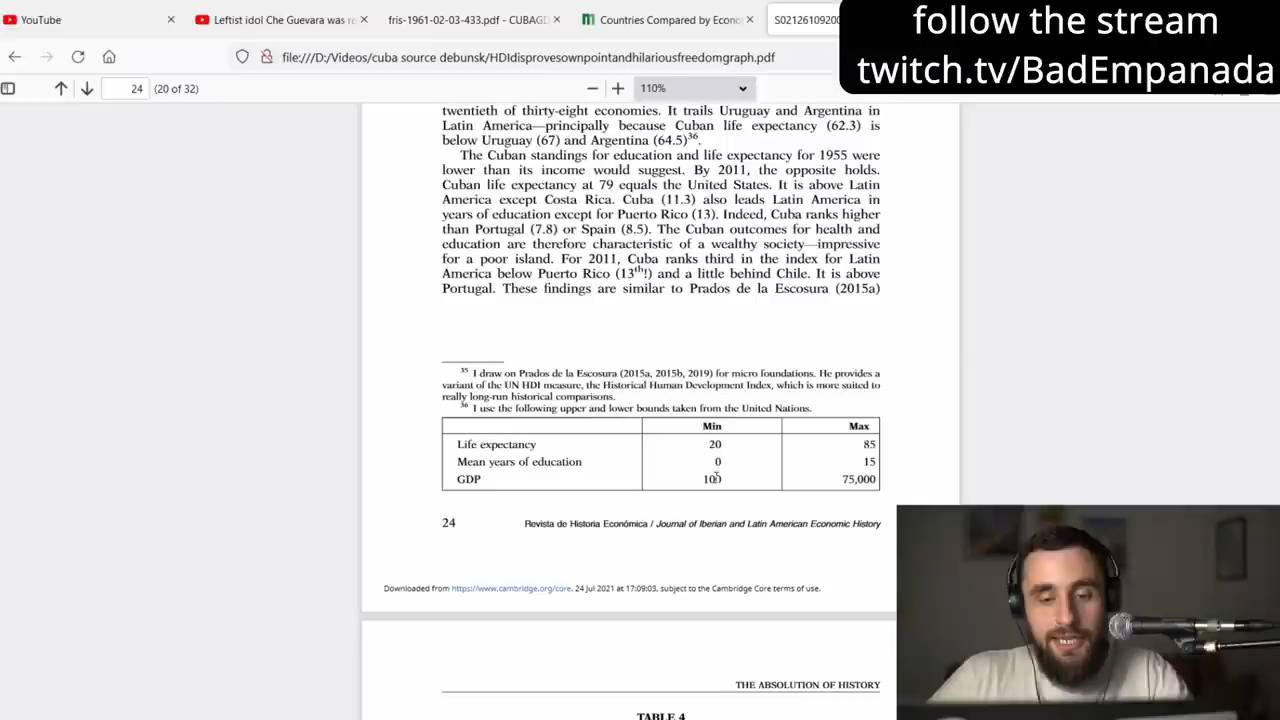 YouTube
Leftist idol Che Guevara was re
fris-1961-02-03-433.pdf - CUBAGD
Countries Compared by Econo
S0212610920
follow the stream
twitch.tv/BadEmpanada
file:///D:/Videos/cuba source debunsk/HDIdisprovesownpointandhilariousfreedomgraph.pdf
24 (20 of 32)
110%
twentieth of thirty-eight economies. It trails Uruguay and Argentina in
Latin America—principally because Cuban life expectancy (62.3) is
below Uruguay (67) and Argentina (64.5)36.
The Cuban standings for education and life expectancy for 1955 were
lower than its income would suggest. By 2011, the opposite holds.
Cuban life expectancy at 79 equals the United States. It is above Latin
America except Costa Rica. Cuba (11.3) also leads Latin America in
years of education except for Puerto Rico (13). Indeed, Cuba ranks higher
than Portugal (7.8) or Spain (8.5). The Cuban outcomes for health and
education are therefore characteristic of a wealthy society—impressive
for a poor island. For 2011, Cuba ranks third in the index for Latin
America below Puerto Rico (13th!) and a little behind Chile. It is above
Portugal. These findings are similar to Prados de la Escosura (2015a)
35 I draw on Prados de la Escosura (2015a, 2015b, 2019) for micro foundations. He provides a
variant of the UN HDI measure, the Historical Human Development Index, which is more suited to
really long-run historical comparisons.
36 I use the following upper and lower bounds taken from the United Nations.
Min Max
Life expectancy 20 85
Mean years of education 0 15
GDP 100 75,000
24 Revista de Historia Económica / Journal of Iberian and Latin American Economic History
Downloaded from https://www.cambridge.org/core. 24 Jul 2021 at 17:09:03, subject to the Cambridge Core terms of use.
THE ABSOLUTION OF HISTORY
TABLE 4